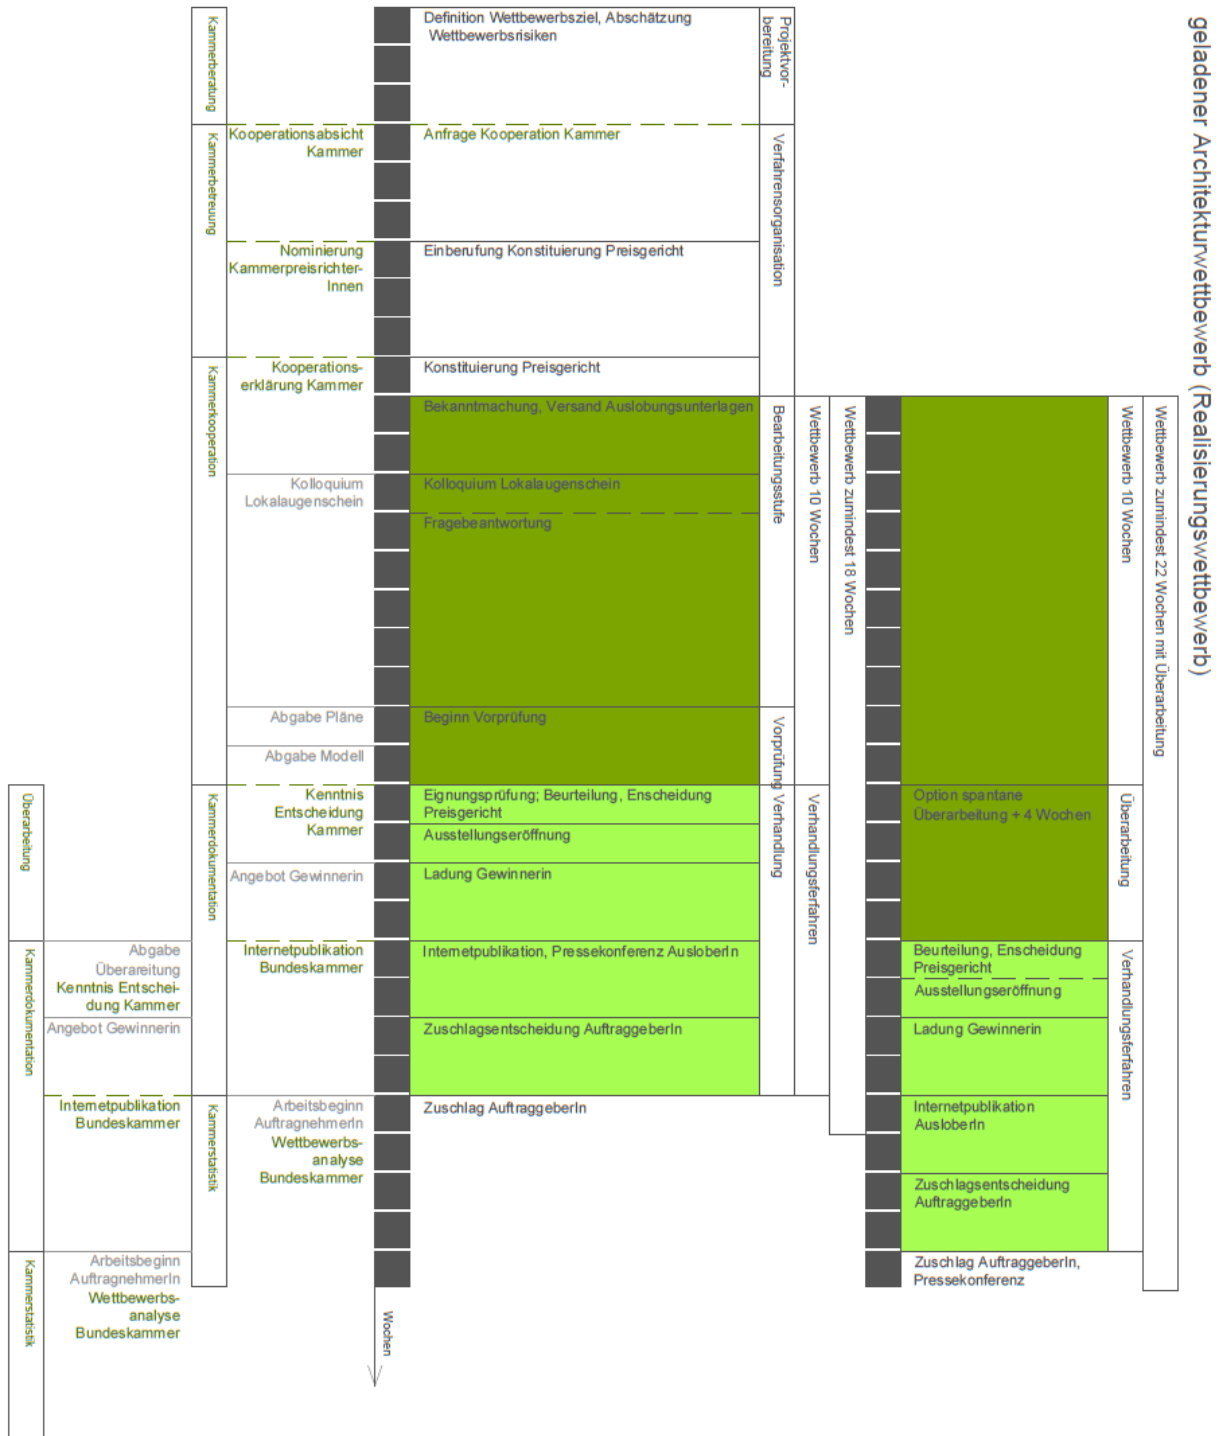 geladener Architekturwettbewerb (Realisierungswettbewerb)
Kammerberatung
Kammerbetreuung
Kammerkooperation
Kammerdokumentation
Kammerstatistik
Kooperationsabsicht
Kammer
Nominierung
Kammerpreisrichter-
Innen
Kooperations-
erklärung Kammer
Kolloquium
Lokalaugenschein
Abgabe Pläne
Abgabe Modell
Kenntnis
Entscheidung
Kammer
Angebot Gewinnerin
Internetpublikation
Bundeskammer
Arbeitsbeginn
AuftragnehmerIn
Wettbewerbs-
analyse
Bundeskammer
Definition Wettbewerbsziel, Abschätzung
Wettbewerbsrisiken
Anfrage Kooperation Kammer
Einberufung Konstituierung Preisgericht
Konstituierung Preisgericht
Bekanntmachung, Versand Auslobungsunterlagen
Kolloquium Lokalaugenschein
Fragebeantwortung
Beginn Vorprüfung
Eignungsprüfung; Beurteilung, Enscheidung
Preisgericht
Ausstellungseröffnung
Ladung Gewinnerin
Internetpublikation, Pressekonferenz AusloberIn
Zuschlagsentscheidung AuftraggeberIn
Zuschlag AuftraggeberIn
Projektvor-
bereitung
Verfahrensorganisation
Bearbeitungsstufe
Vorprüfung
Verhandlung
Wettbewerb 10 Wochen
Verhandlungsferfahren
Wettbewerb zumindest 18 Wochen
Wettbewerb 10 Wochen
Überarbeitung
Verhandlungsferfahren
Wettbewerb zumindest 22 Wochen mit Überarbeitung
Option spantane
Überarbeitung + 4 Wochen
Beurteilung, Enscheidung
Preisgericht
Ausstellungseröffnung
Ladung Gewinnerin
Internetpublikation
AusloberIn
Zuschlagsentscheidung
AuftraggeberIn
Zuschlag AuftraggeberIn,
Pressekonferenz
Überarbeitung
Kammerdokumentation
Kammerstatistik
Abgabe
Überareitung
Kenntnis Entschei-
dung Kammer
Angebot Gewinnerin
Internetpublikation
Bundeskammer
Arbeitsbeginn
AuftragnehmerIn
Wettbewerbs-
analyse
Bundeskammer
Wochen